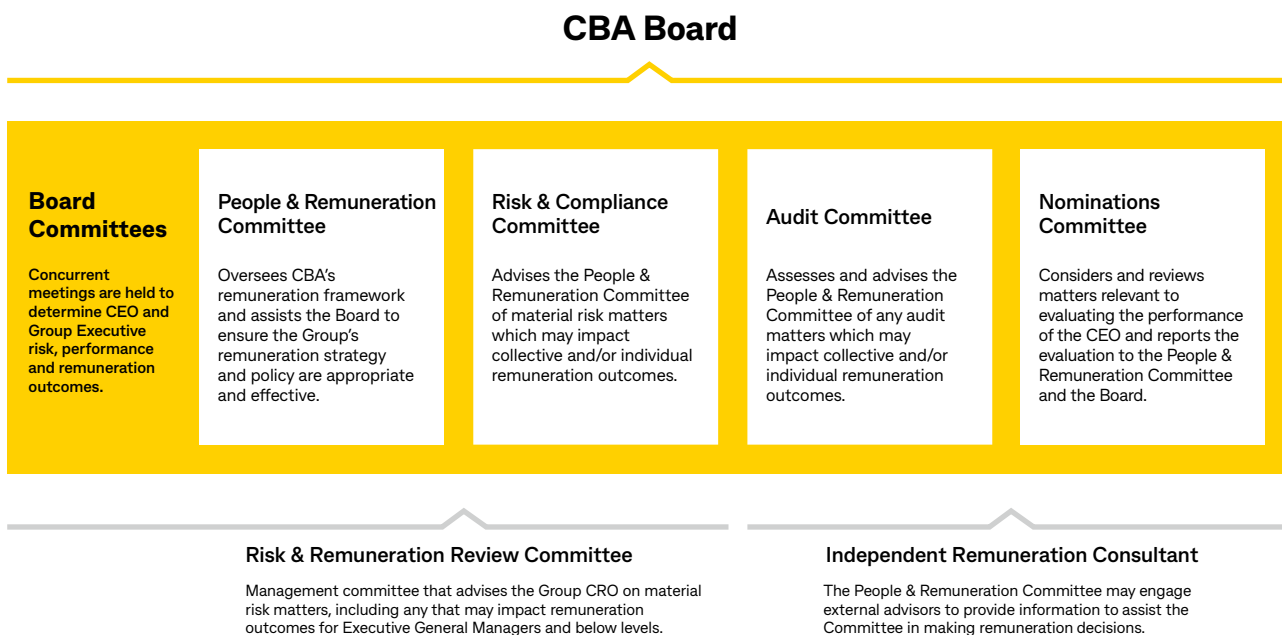 CBA Board
Board
Committees
Concurrent
meetings are held to
determine CEO and
Group Executive
risk, performance
and remuneration
outcomes.
People & Remuneration
Committee
Oversees CBA’s
remuneration framework
and assists the Board to
ensure the Group’s
remuneration strategy
and policy are appropriate
and effective.
Risk & Compliance
Committee
Advises the People &
Remuneration Committee
of material risk matters
which may impact
collective and/or individual
remuneration outcomes.
Audit Committee
Assesses and advises the
People & Remuneration
Committee of any audit
matters which may
impact collective and/or
individual remuneration
outcomes.
Nominations
Committee
Considers and reviews
matters relevant to
evaluating the performance
of the CEO and reports the
evaluation to the People &
Remuneration Committee
and the Board.
Risk & Remuneration Review Committee
Management committee that advises the Group CRO on material
risk matters, including any that may impact remuneration
outcomes for Executive General Managers and below levels.
Independent Remuneration Consultant
The People & Remuneration Committee may engage
external advisors to provide information to assist the
Committee in making remuneration decisions.